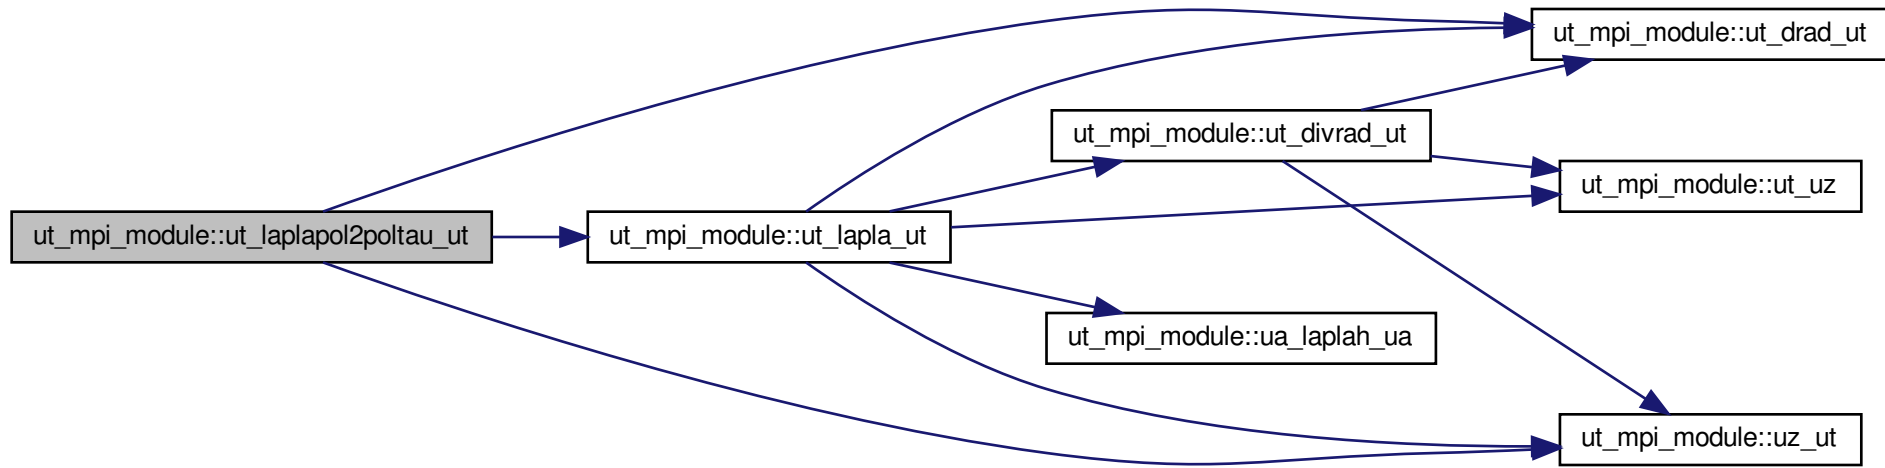 ut_mpi_module::ut_drad_ut
ut_mpi_module::ut_divrad_ut
ut_mpi_module::ut_uz
ut_mpi_module::ut_laplapol2poltau_ut
ut_mpi_module::ut_lapla_ut
ut_mpi_module::ua_laplah_ua
ut_mpi_module::uz_ut